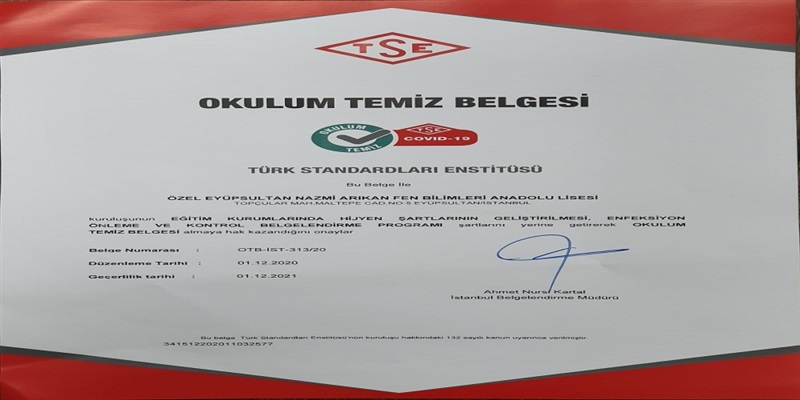 TSE
OKULUM TEMİZ BELGESİ
OKULUM TEMİZ
TSE
COVID-19
TÜRK STANDARDLARI ENSTİTÜSÜ
Bu Belge İle
ÖZEL EYÜPSULTAN NAZMİ ARIKAN FEN BİLİMLERİ ANADOLU LİSESİ
TOPÇULAR MAH.MALTEPE CAD.NO:5 EYÜPSULTAN/İSTANBUL
kuruluşunun EĞİTİM KURUMLARINDA HİJYEN ŞARTLARININ GELİŞTİRİLMESİ, ENFEKSİYON
ÖNLEME VE KONTROL BELGELENDİRME PROGRAMI şartlarını yerine getirerek OKULUM
TEMİZ BELGESİ almaya hak kazandığını onaylar
Belge Numarası : OTB-İST-313/20
Düzenleme Tarihi : 01.12.2020
Geçerlilik tarihi : 01.12.2021
Ahmet Nursi Kartal
İstanbul Belgelendirme Müdürü
Bu belge Türk Standardları Enstitüsü'nün kuruluşu hakkındaki 132 sayılı kanun uyarınca verilmiştir.
341512202011032577